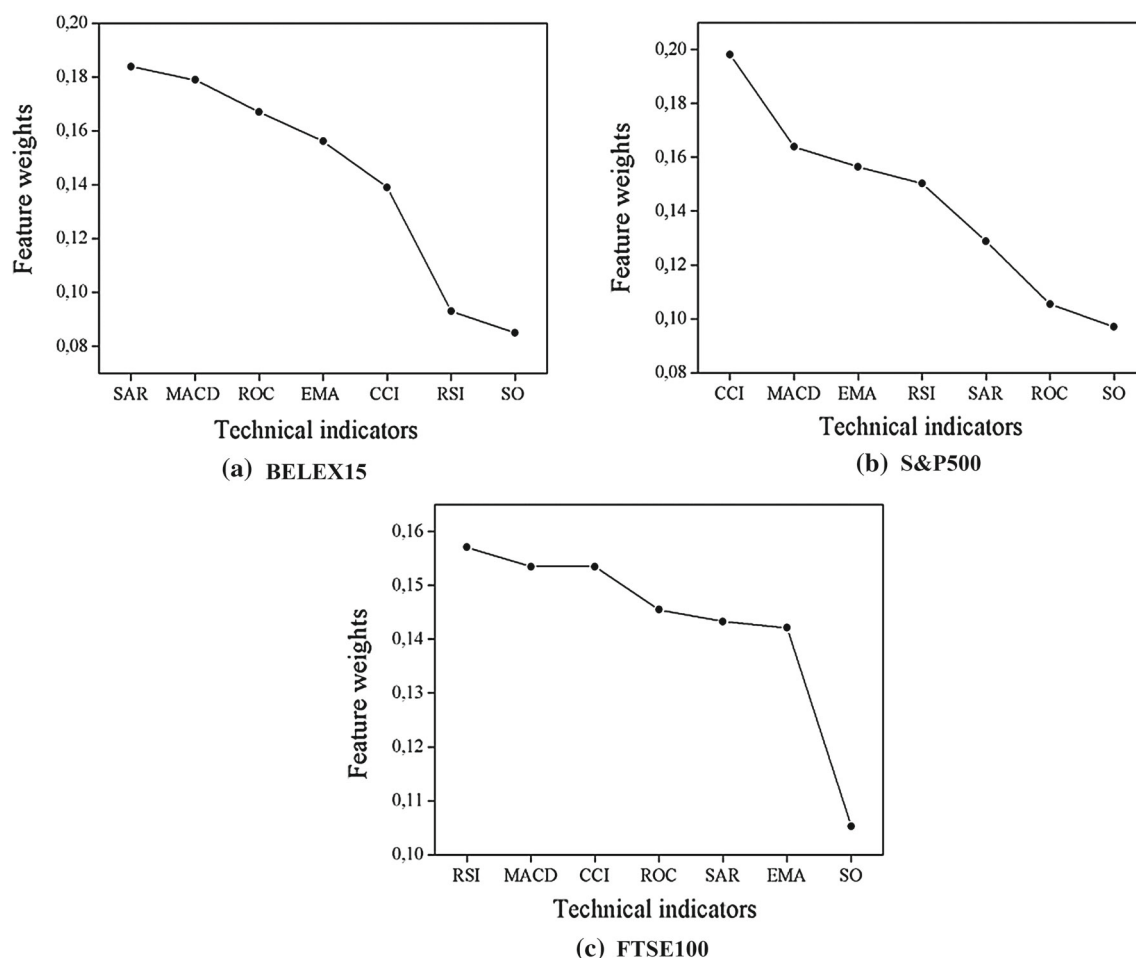 Feature weights
0,20
0,18
0,16
0,14
0,12
0,10
0,08
SAR MACD ROC EMA CCI RSI SO
Technical indicators
(a) BELEX15
Feature weights
0,20
0,18
0,16
0,14
0,12
0,10
0,08
CCI MACD EMA RSI SAR ROC SO
Technical indicators
(b) S&P500
Feature weights
0,16
0,15
0,14
0,13
0,12
0,11
0,10
RSI MACD CCI ROC SAR EMA SO
Technical indicators
(c) FTSE100